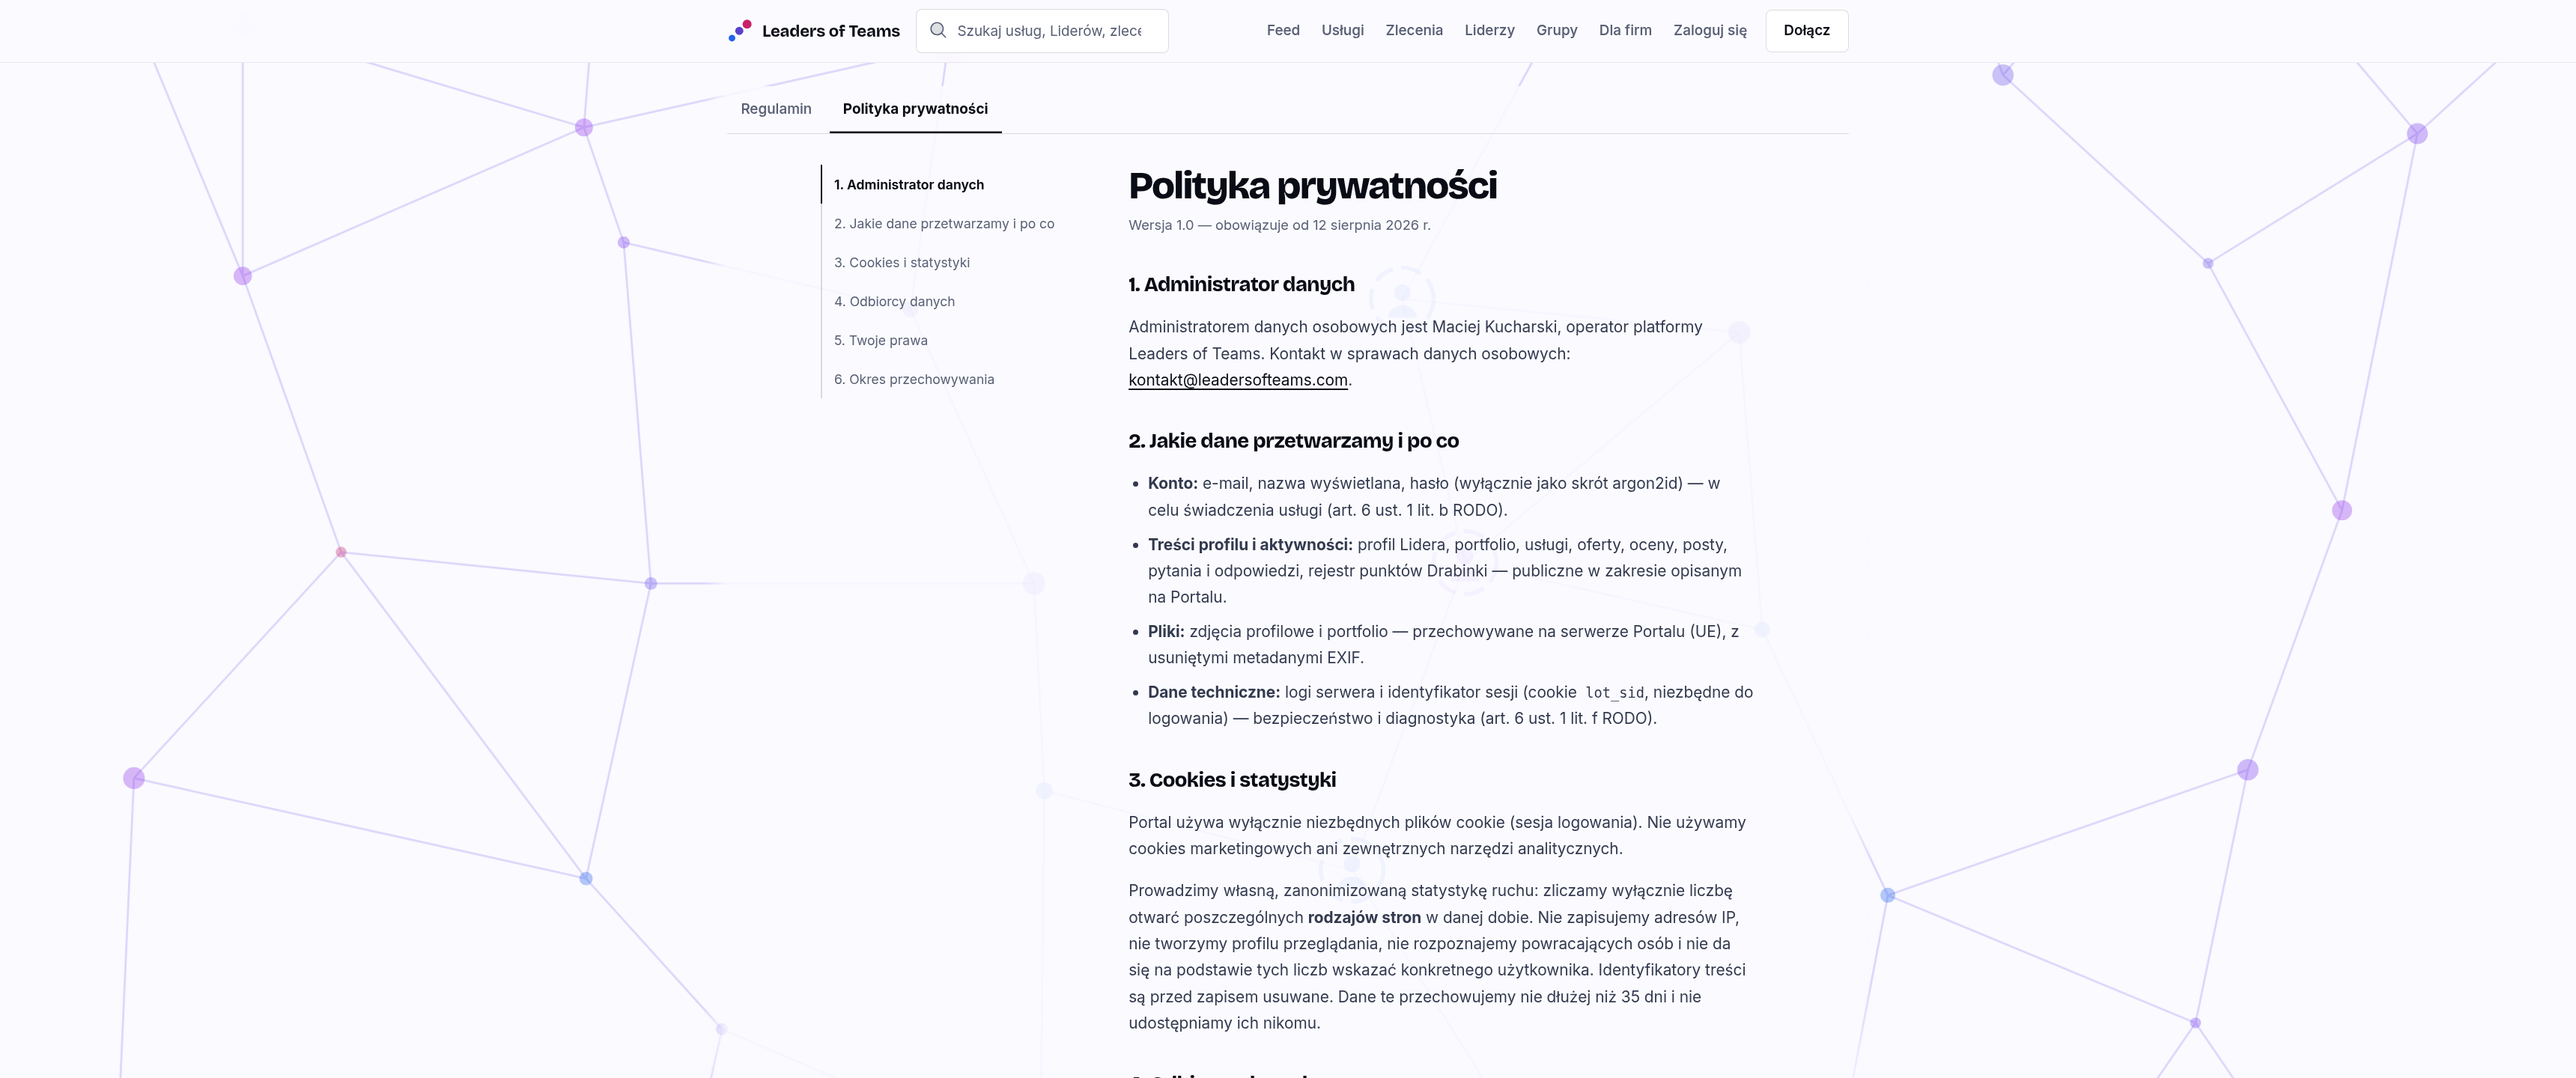 Leaders of Teams
Szukaj usług, Liderów, zlece
Feed
Usługi
Zlecenia
Liderzy
Grupy
Dla firm
Zaloguj się
Dołącz
Regulamin
Polityka prywatności
1. Administrator danych
2. Jakie dane przetwarzamy i po co
3. Cookies i statystyki
4. Odbiorcy danych
5. Twoje prawa
6. Okres przechowywania
Polityka prywatności
Wersja 1.0 — obowiązuje od 12 sierpnia 2026 r.
1. Administrator danych
Administratorem danych osobowych jest Maciej Kucharski, operator platformy
Leaders of Teams. Kontakt w sprawach danych osobowych:
kontakt@leadersofteams.com.
2. Jakie dane przetwarzamy i po co
• Konto: e-mail, nazwa wyświetlana, hasło (wyłącznie jako skrót argon2id) — w
celu świadczenia usługi (art. 6 ust. 1 lit. b RODO).
• Treści profilu i aktywności: profil Lidera, portfolio, usługi, oferty, oceny, posty,
pytania i odpowiedzi, rejestr punktów Drabinki — publiczne w zakresie opisanym
na Portalu.
• Pliki: zdjęcia profilowe i portfolio — przechowywane na serwerze Portalu (UE), z
usuniętymi metadanymi EXIF.
• Dane techniczne: logi serwera i identyfikator sesji (cookie lot_sid, niezbędne do
logowania) — bezpieczeństwo i diagnostyka (art. 6 ust. 1 lit. f RODO).
3. Cookies i statystyki
Portal używa wyłącznie niezbędnych plików cookie (sesja logowania). Nie używamy
cookies marketingowych ani zewnętrznych narzędzi analitycznych.
Prowadzimy własną, zanonimizowaną statystykę ruchu: zliczamy wyłącznie liczbę
otwarć poszczególnych rodzajów stron w danej dobie. Nie zapisujemy adresów IP,
nie tworzymy profilu przeglądania, nie rozpoznajemy powracających osób i nie da
się na podstawie tych liczb wskazać konkretnego użytkownika. Identyfikatory treści
są przed zapisem usuwane. Dane te przechowujemy nie dłużej niż 35 dni i nie
udostępniamy ich nikomu.